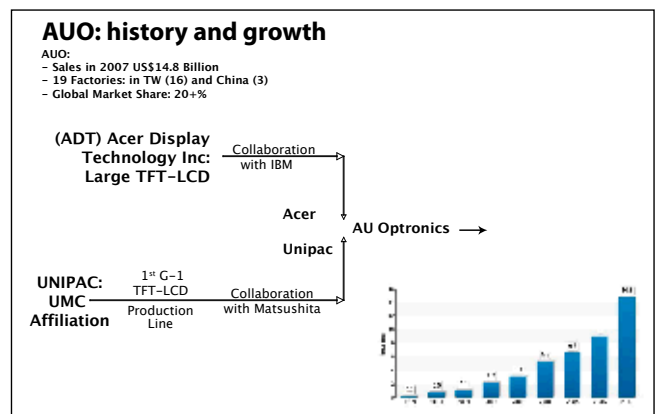 AUO: history and growth
AUO:
– Sales in 2007 US$14.8 Billion
– 19 Factories: in TW (16) and China (3)
– Global Market Share: 20+%
(ADT) Acer Display
Technology Inc:
Large TFT-LCD
Collaboration
with IBM
Acer
AU Optronics
Unipac
UNIPAC:
UMC
Affiliation
1st G-1
TFT-LCD
Production
Line
Collaboration
with Matsushita